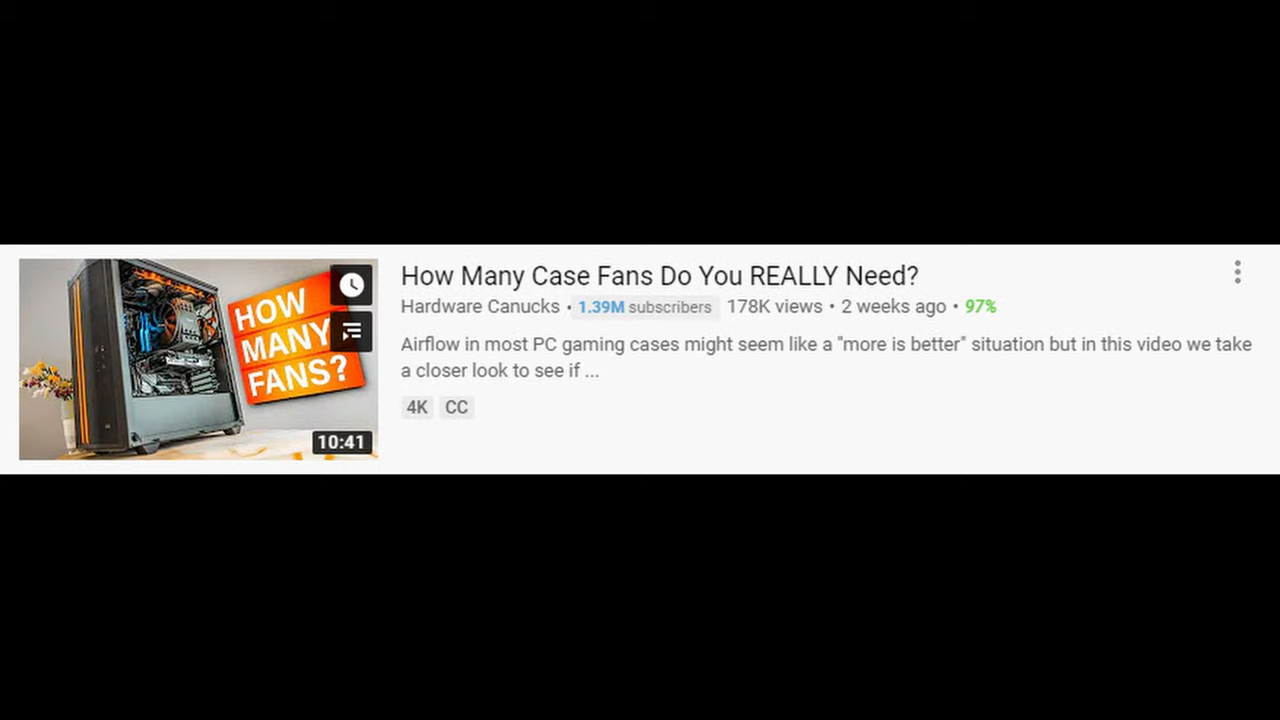 HOW
MANY
FANS?
10:41
How Many Case Fans Do You REALLY Need?
Hardware Canucks • 1.39M subscribers 178K views • 2 weeks ago • 97%
Airflow in most PC gaming cases might seem like a "more is better" situation but in this video we take
a closer look to see if ...
4K CC